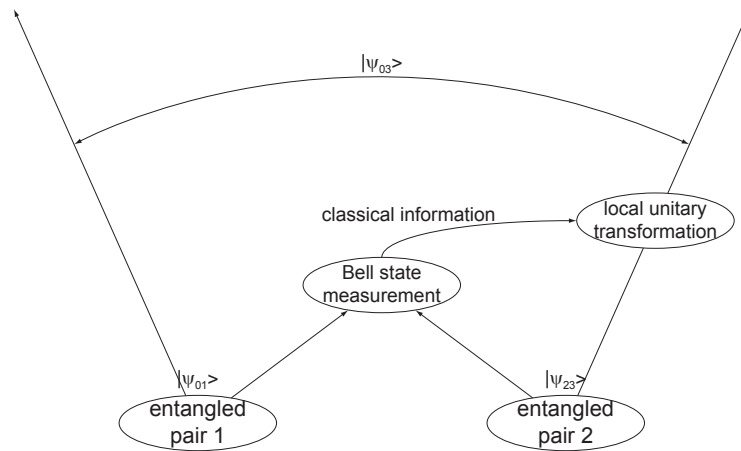 |ψ₀₃>
classical information
local unitary
transformation
Bell state
measurement
|ψ₀₁>
|ψ₂₃>
entangled
pair 1
entangled
pair 2